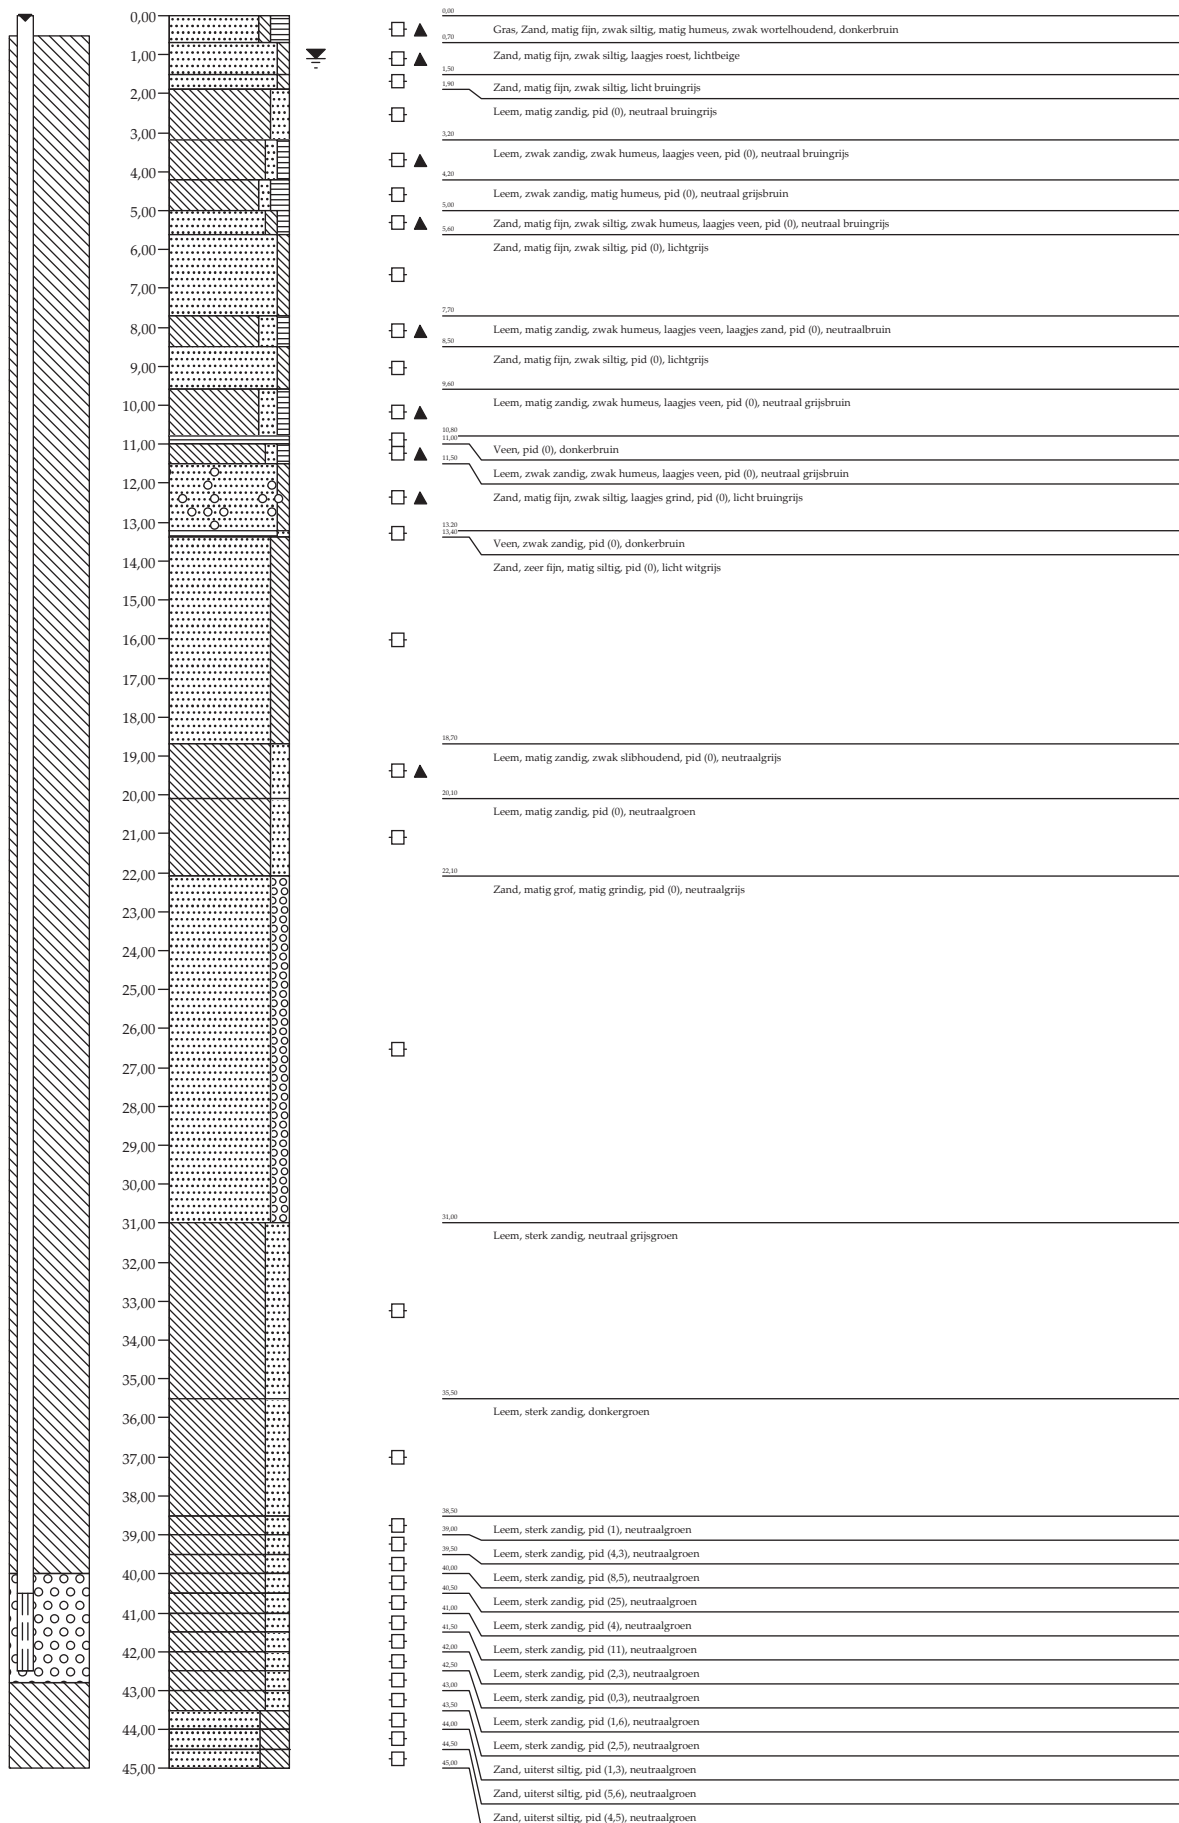 0,00
1,00
2,00
3,00
4,00
5,00
6,00
7,00
8,00
9,00
10,00
11,00
12,00
13,00
14,00
15,00
16,00
17,00
18,00
19,00
20,00
21,00
22,00
23,00
24,00
25,00
26,00
27,00
28,00
29,00
30,00
31,00
32,00
33,00
34,00
35,00
36,00
37,00
38,00
39,00
40,00
41,00
42,00
43,00
44,00
45,00
0,00
Gras, Zand, matig fijn, zwak siltig, matig humeus, zwak wortelhoudend, donkerbruin
0,70
Zand, matig fijn, zwak siltig, laagjes roest, lichtbeige
1,50
Zand, matig fijn, zwak siltig, licht bruingrijs
1,90
Leem, matig zandig, pid (0), neutraal bruingrijs
3,20
Leem, zwak zandig, zwak humeus, laagjes veen, pid (0), neutraal bruingrijs
4,20
Leem, zwak zandig, matig humeus, pid (0), neutraal grijsbruin
5,00
Zand, matig fijn, zwak siltig, zwak humeus, laagjes veen, pid (0), neutraal bruingrijs
5,60
Zand, matig fijn, zwak siltig, pid (0), lichtgrijs
7,70
Leem, matig zandig, zwak humeus, laagjes veen, laagjes zand, pid (0), neutraalbruin
8,50
Zand, matig fijn, zwak siltig, pid (0), lichtgrijs
9,60
Leem, matig zandig, zwak humeus, laagjes veen, pid (0), neutraal grijsbruin
10,80
11,00
Veen, pid (0), donkerbruin
11,50
Leem, zwak zandig, zwak humeus, laagjes veen, pid (0), neutraal grijsbruin
Zand, matig fijn, zwak siltig, laagjes grind, pid (0), licht bruingrijs
13,20
13,40
Veen, zwak zandig, pid (0), donkerbruin
Zand, zeer fijn, matig siltig, pid (0), licht witgrijs
18,70
Leem, matig zandig, zwak slibhoudend, pid (0), neutraalgrijs
20,10
Leem, matig zandig, pid (0), neutraalgroen
22,10
Zand, matig grof, matig grindig, pid (0), neutraalgrijs
31,00
Leem, sterk zandig, neutraal grijsgroen
35,50
Leem, sterk zandig, donkergroen
38,50
Leem, sterk zandig, pid (1), neutraalgroen
39,00
39,50
Leem, sterk zandig, pid (4,3), neutraalgroen
40,00
Leem, sterk zandig, pid (8,5), neutraalgroen
40,50
Leem, sterk zandig, pid (25), neutraalgroen
41,00
Leem, sterk zandig, pid (4), neutraalgroen
41,50
42,00
Leem, sterk zandig, pid (11), neutraalgroen
42,50
Leem, sterk zandig, pid (2,3), neutraalgroen
43,00
Leem, sterk zandig, pid (0,3), neutraalgroen
43,50
Leem, sterk zandig, pid (1,6), neutraalgroen
44,00
Leem, sterk zandig, pid (2,5), neutraalgroen
44,50
45,00
Zand, uiterst siltig, pid (1,3), neutraalgroen
Zand, uiterst siltig, pid (5,6), neutraalgroen
Zand, uiterst siltig, pid (4,5), neutraalgroen